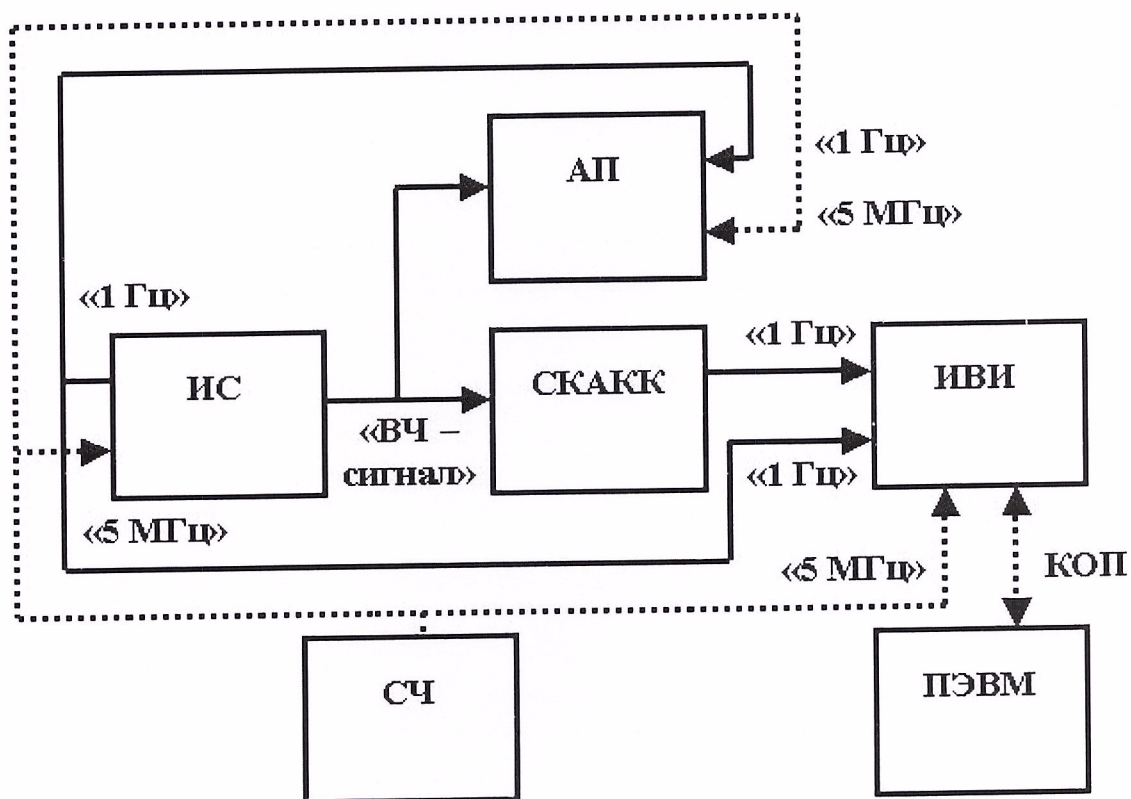 «1 Гц»
АП
«5 МГц»
«1 Гц»
ИС
СКАКК
«1 Гц»
ИВИ
«ВЧ –
сигнал»
«1 Гц»
«5 МГц»
«5 МГц»
КОП
СЧ
ПЭВМ